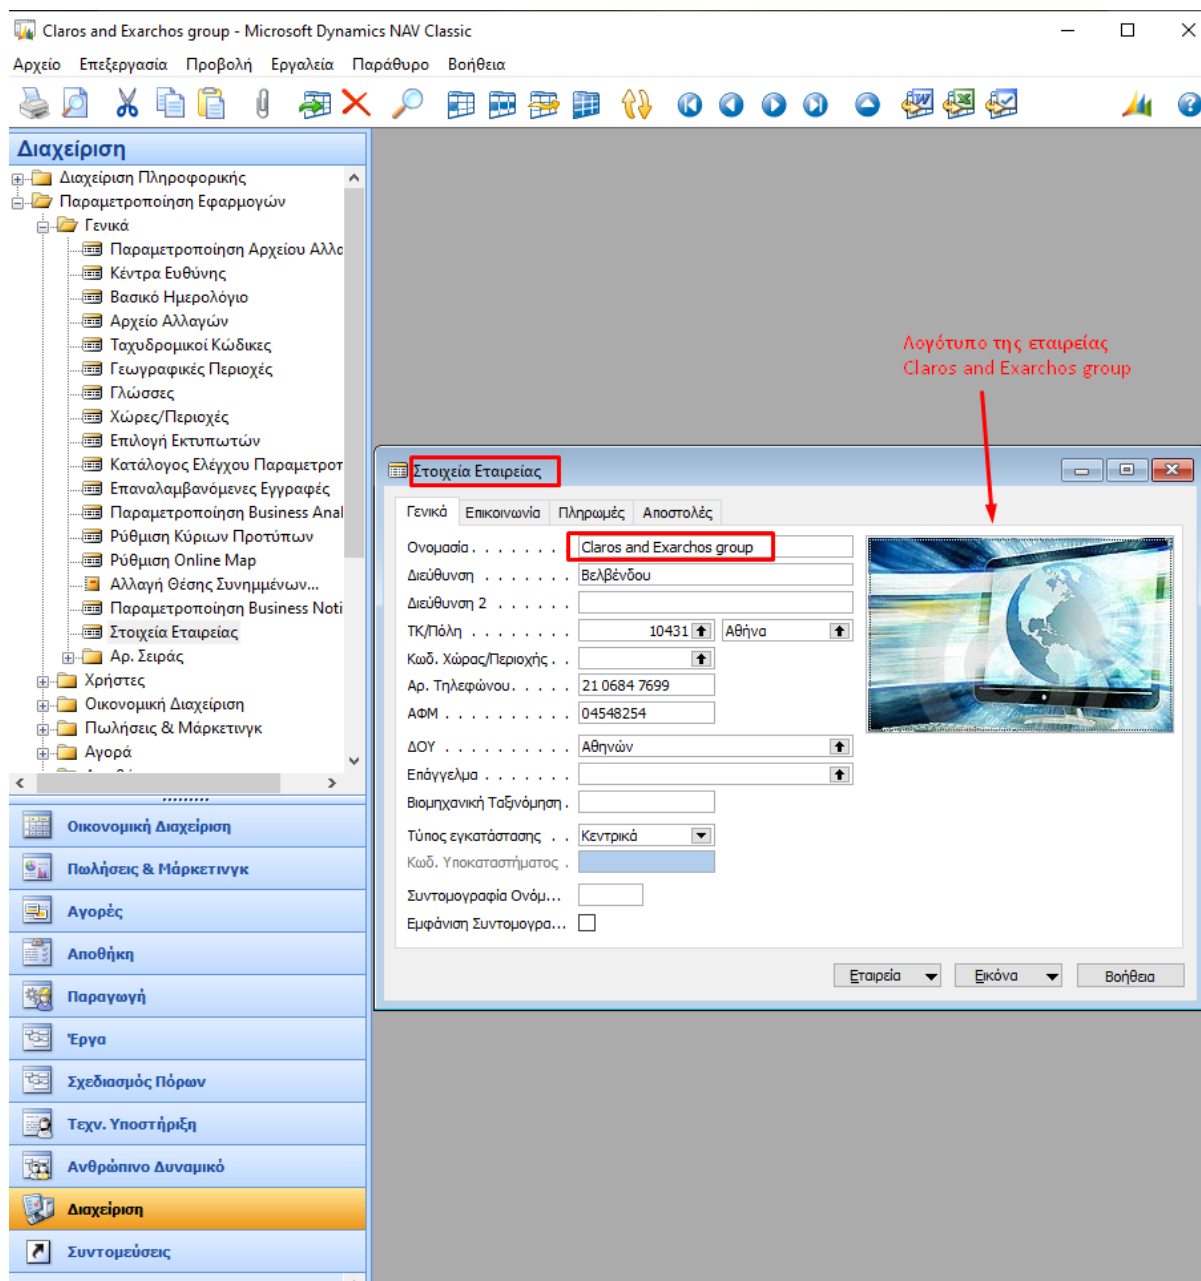 Claros and Exarchos group - Microsoft Dynamics NAV Classic
Αρχείο Επεξεργασία Προβολή Εργαλεία Παράθυρο Βοήθεια
Διαχείριση
Διαχείριση Πληροφορικής
Παραμετροποίηση Εφαρμογών
Γενικά
Παραμετροποίηση Αρχείου Αλλα
Κέντρα Ευθύνης
Βασικό Ημερολόγιο
Αρχείο Αλλαγών
Ταχυδρομικοί Κώδικες
Γεωγραφικές Περιοχές
Γλώσσες
Χώρες/Περιοχές
Επιλογή Εκτυπωτών
Κατάλογος Ελέγχου Παραμετροπ
Επαναλαμβανόμενες Εγγραφές
Παραμετροποίηση Business Anal
Ρύθμιση Κύριων Προτύπων
Ρύθμιση Online Map
Αλλαγή Θέσης Συνημμένων...
Παραμετροποίηση Business Noti
Στοιχεία Εταιρείας
Αρ. Σειράς
Χρήστες
Οικονομική Διαχείριση
Πωλήσεις & Μάρκετινγκ
Αγορά
Οικονομική Διαχείριση
Πωλήσεις & Μάρκετινγκ
Αγορές
Αποθήκη
Παραγωγή
Έργα
Σχεδιασμός Πόρων
Τεχν. Υποστήριξη
Ανθρώπινο Δυναμικό
Διαχείριση
Συντομεύσεις
Λογότυπο της εταιρείας
Claros and Exarchos group
Στοιχεία Εταιρείας
Γενικά Επικοινωνία Πληρωμές Αποστολές
Ονομασία . . . . . . . Claros and Exarchos group
Διεύθυνση . . . . . . . Βελβένδου
Διεύθυνση 2 . . . . . .
ΤΚ/Πόλη . . . . . . . . 10431 Αθήνα
Κωδ. Χώρας/Περιοχής . .
Αρ. Τηλεφώνου. . . . . 21 0684 7699
ΑΦΜ . . . . . . . . . . 04548254
ΔΟΥ . . . . . . . . . . Αθηνών
Επάγγελμα . . . . . . .
Βιομηχανική Ταξινόμηση .
Τύπος εγκατάστασης . . Κεντρικά
Κωδ. Υποκαταστήματος .
Συντομογραφία Ονόμ...
Εμφάνιση Συντομογρα...
Εταιρεία Εικόνα Βοήθεια